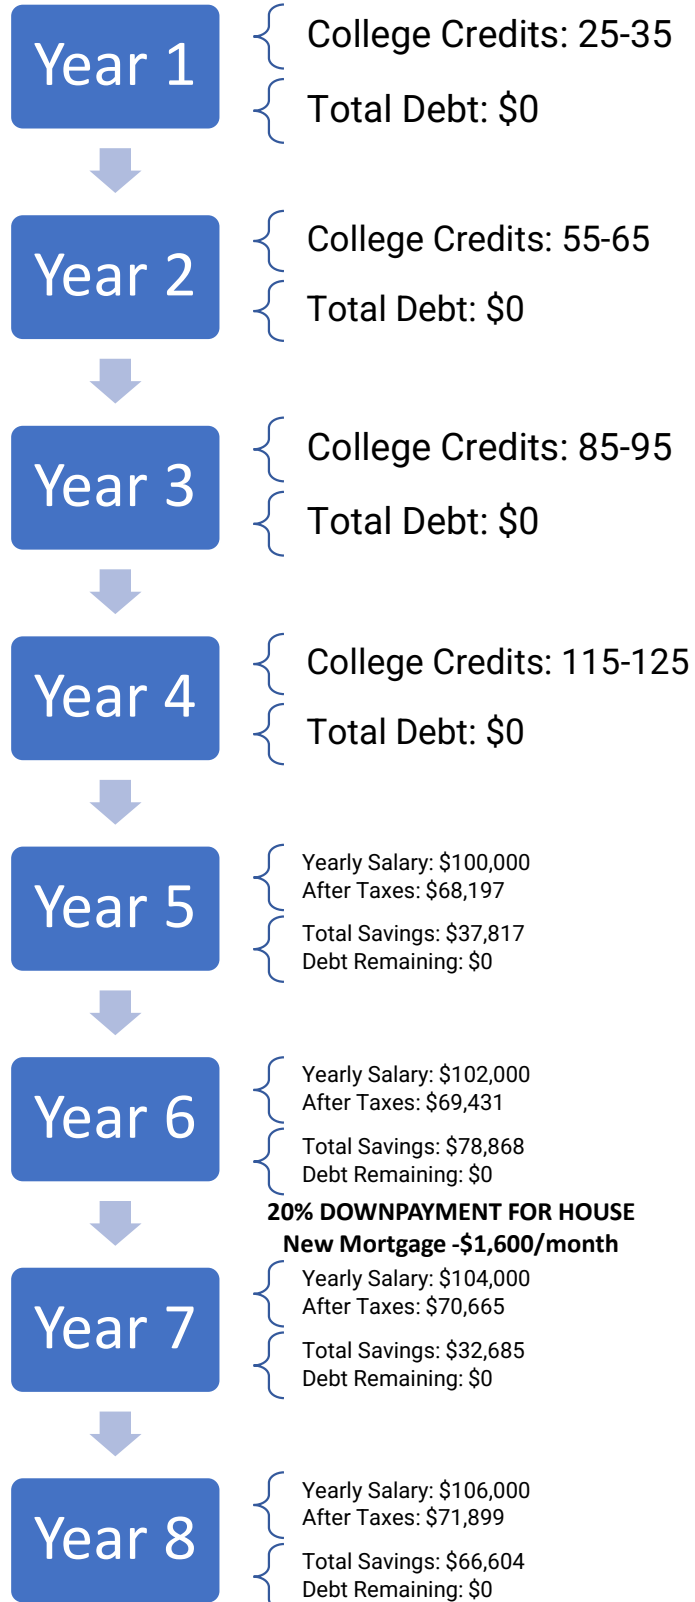 Year 1
College Credits: 25-35
Total Debt: $0
Year 2
College Credits: 55-65
Total Debt: $0
Year 3
College Credits: 85-95
Total Debt: $0
Year 4
College Credits: 115-125
Total Debt: $0
Year 5
Yearly Salary: $100,000
After Taxes: $68,197
Total Savings: $37,817
Debt Remaining: $0
Year 6
Yearly Salary: $102,000
After Taxes: $69,431
Total Savings: $78,868
Debt Remaining: $0
20% DOWNPAYMENT FOR HOUSE
New Mortgage -$1,600/month
Year 7
Yearly Salary: $104,000
After Taxes: $70,665
Total Savings: $32,685
Debt Remaining: $0
Year 8
Yearly Salary: $106,000
After Taxes: $71,899
Total Savings: $66,604
Debt Remaining: $0